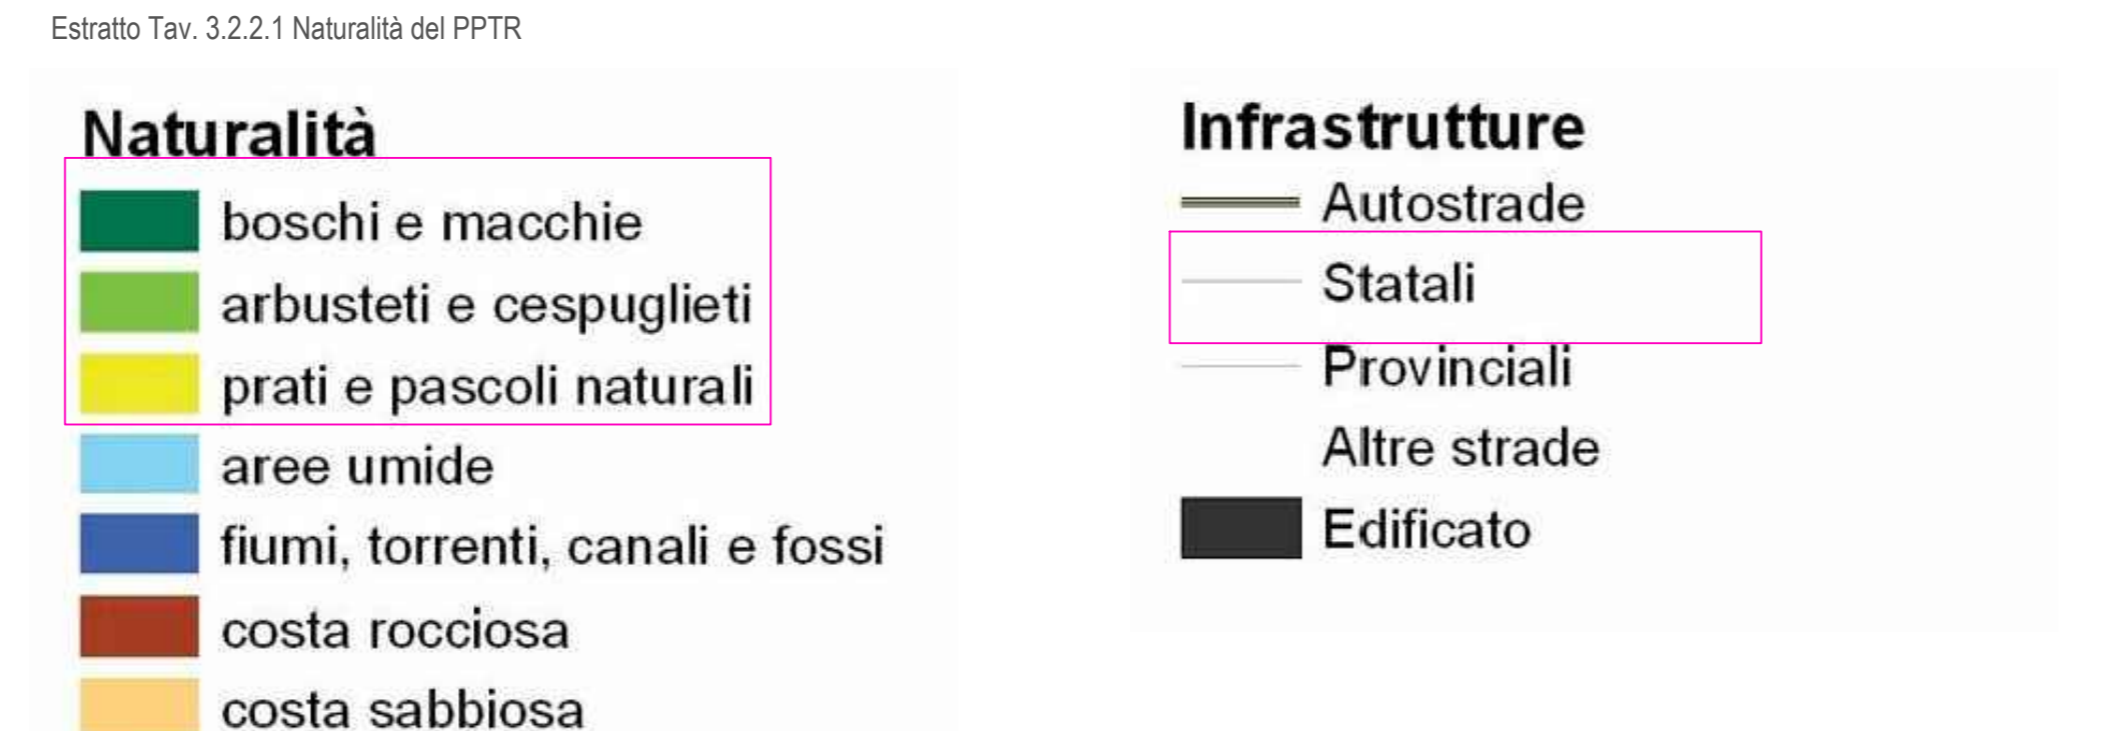 Estratto Tav. 3.2.2.1 Naturalità del PPTR
Naturalità
boschi e macchie
arbusteti e cespuglieti
prati e pascoli naturali
aree umide
fiumi, torrenti, canali e fossi
costa rocciosa
costa sabbiosa
Infrastrutture
Autostrade
Statali
Provinciali
Altre strade
Edificato